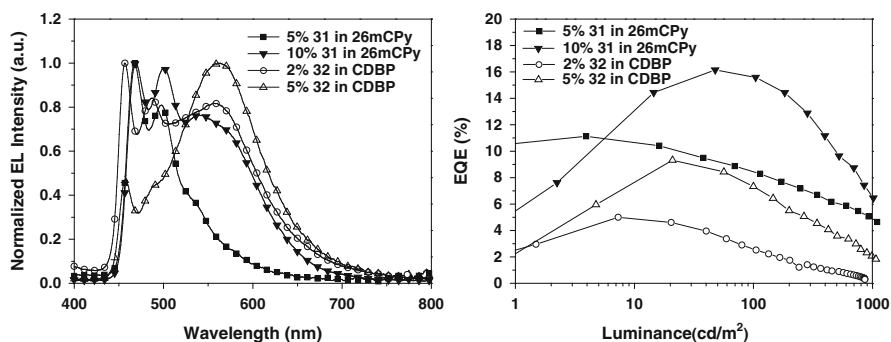 Normalized EL Intensity (a.u.)
1.2
1.0
0.8
0.6
0.4
0.2
0.0
5% 31 in 26mCPy
10% 31 in 26mCPy
2% 32 in CDBP
5% 32 in CDBP
400
500
600
700
800
Wavelength (nm)
EQE (%)
20
18
16
14
12
10
8
6
4
2
0
5% 31 in 26mCPy
10% 31 in 26mCPy
2% 32 in CDBP
5% 32 in CDBP
1
10
100
1000
Luminance(cd/m²)